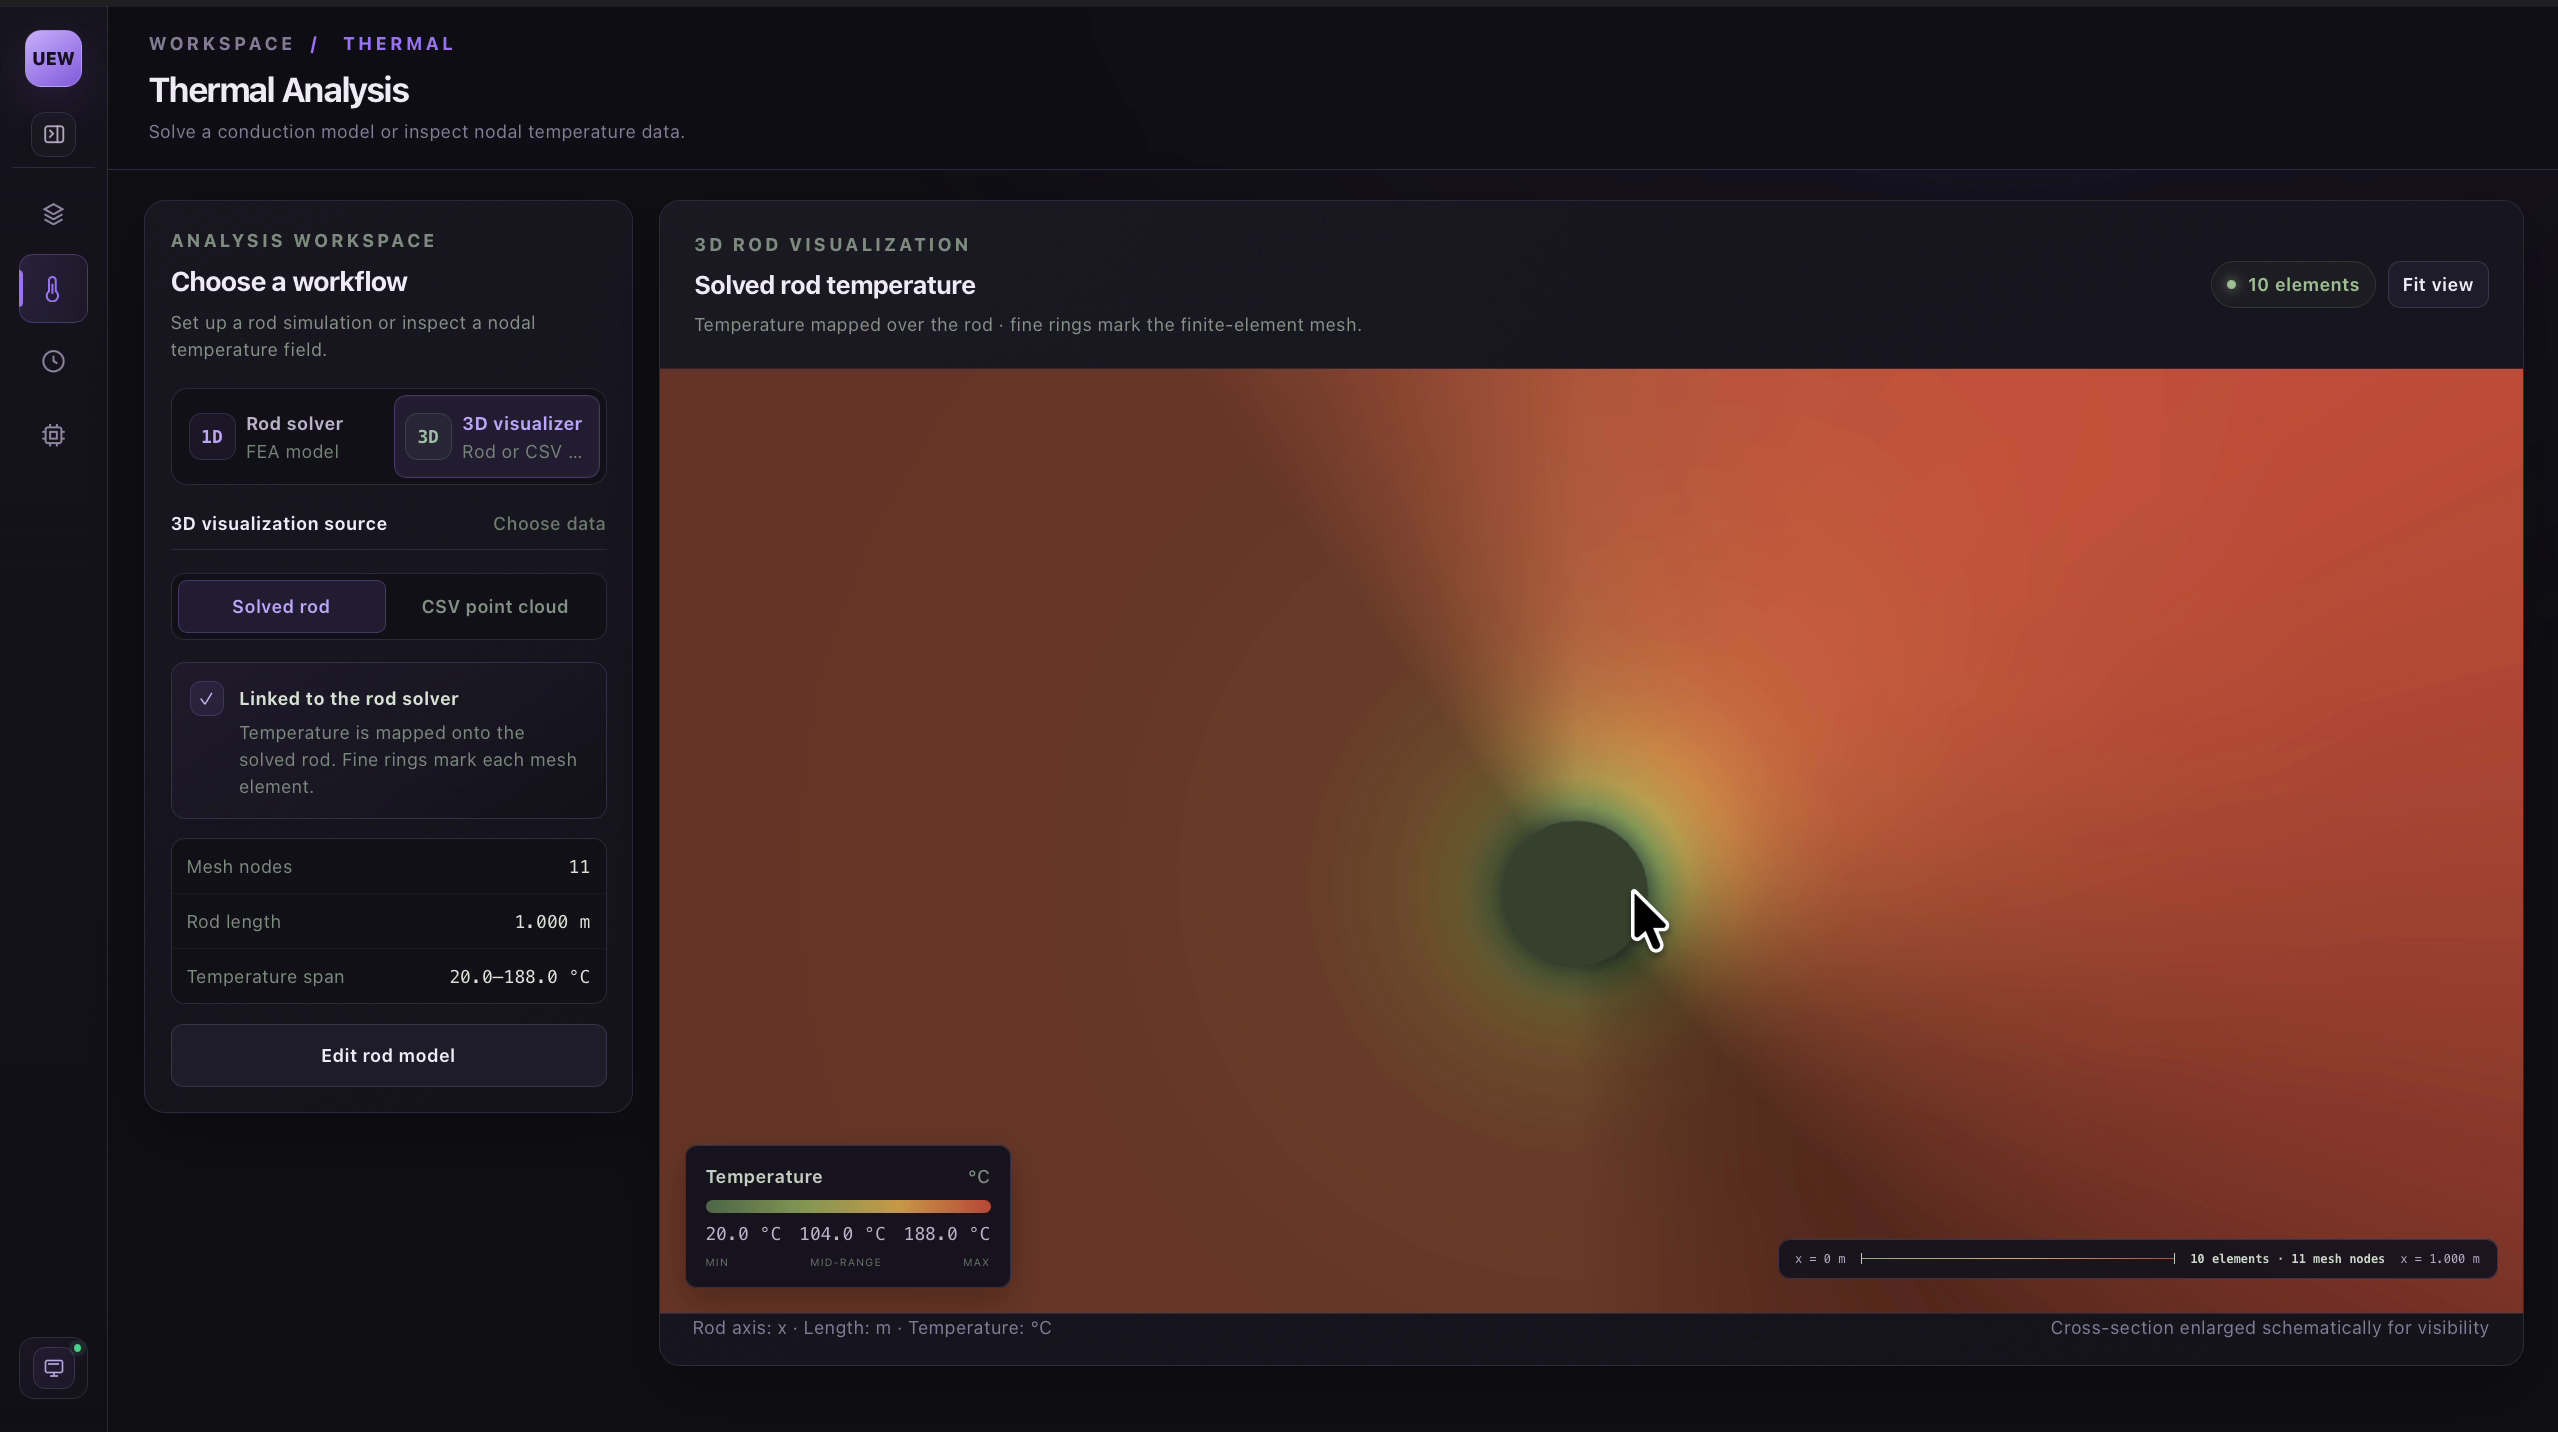 UEW
WORKSPACE / THERMAL
Thermal Analysis
Solve a conduction model or inspect nodal temperature data.
ANALYSIS WORKSPACE
Choose a workflow
Set up a rod simulation or inspect a nodal
temperature field.
1D
Rod solver
FEA model
3D
3D visualizer
Rod or CSV ...
3D visualization source
Choose data
Solved rod
CSV point cloud
Linked to the rod solver
Temperature is mapped onto the
solved rod. Fine rings mark each mesh
element.
Mesh nodes 11
Rod length 1.000 m
Temperature span 20.0–188.0 °C
Edit rod model
3D ROD VISUALIZATION
Solved rod temperature
Temperature mapped over the rod · fine rings mark the finite-element mesh.
10 elements
Fit view
Temperature °C
20.0 °C 104.0 °C 188.0 °C
MIN MID-RANGE MAX
x = 0 m 10 elements · 11 mesh nodes x = 1.000 m
Rod axis: x · Length: m · Temperature: °C
Cross-section enlarged schematically for visibility